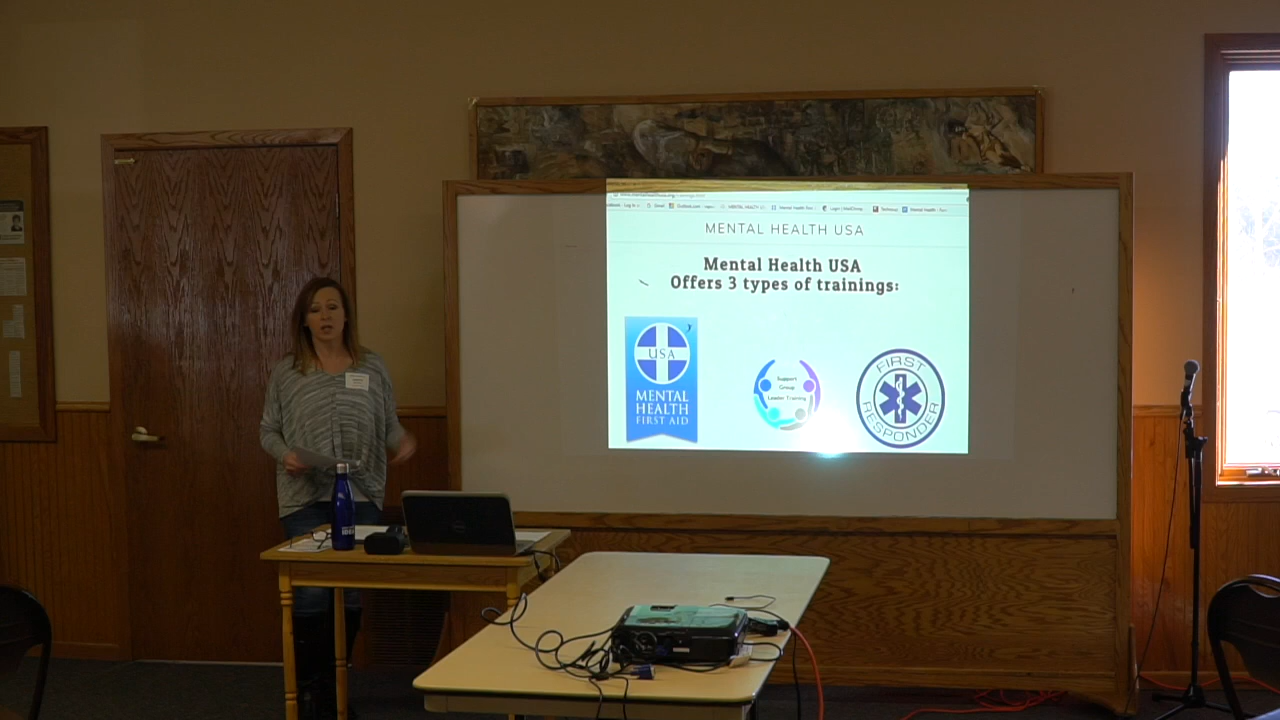 MENTAL HEALTH USA
Mental Health USA
Offers 3 types of trainings:
USA
MENTAL
HEALTH
FIRST AID
Support
Group
Leader Training
FIRST
RESPONDER